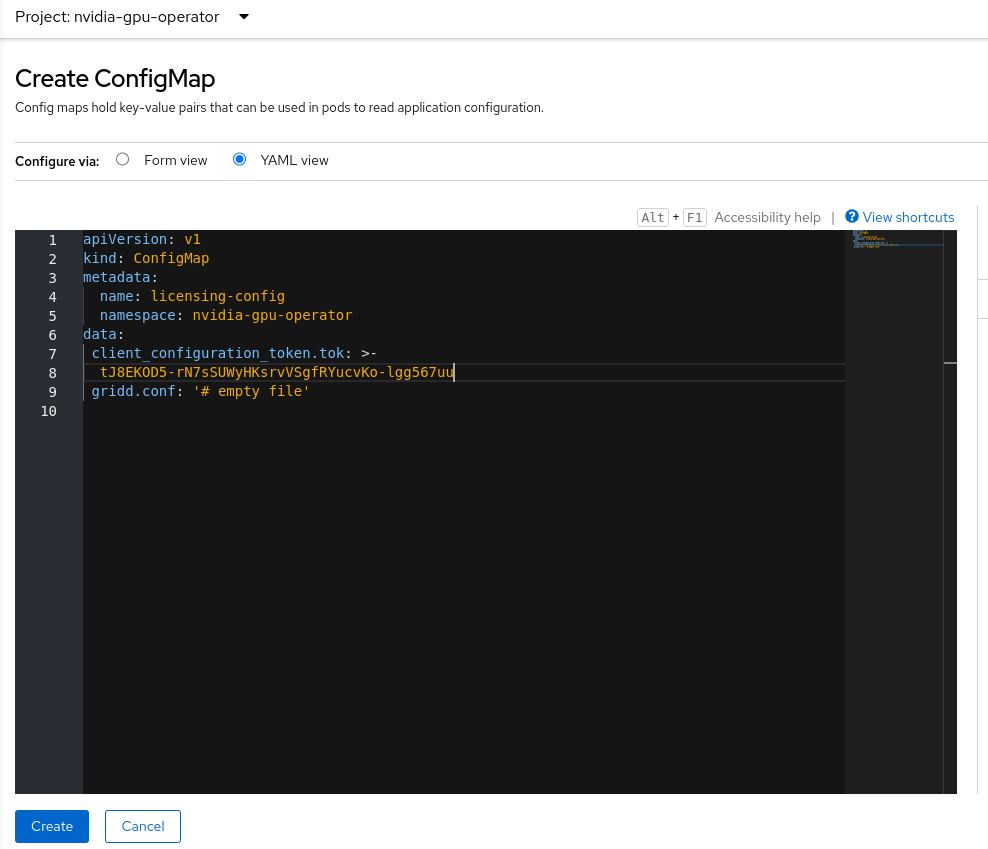 Project: nvidia-gpu-operator
Create ConfigMap
Config maps hold key-value pairs that can be used in pods to read application configuration.
Configure via: Form view YAML view
Alt + F1 Accessibility help | View shortcuts
1 apiVersion: v1
2 kind: ConfigMap
3 metadata:
4   name: licensing-config
5   namespace: nvidia-gpu-operator
6 data:
7  client_configuration_token.tok: >-
8   tJ8EKOD5-rN7sSUWyHKsrvVSgfRYucvKo-lgg567uu
9  gridd.conf: '# empty file'
10
Create Cancel